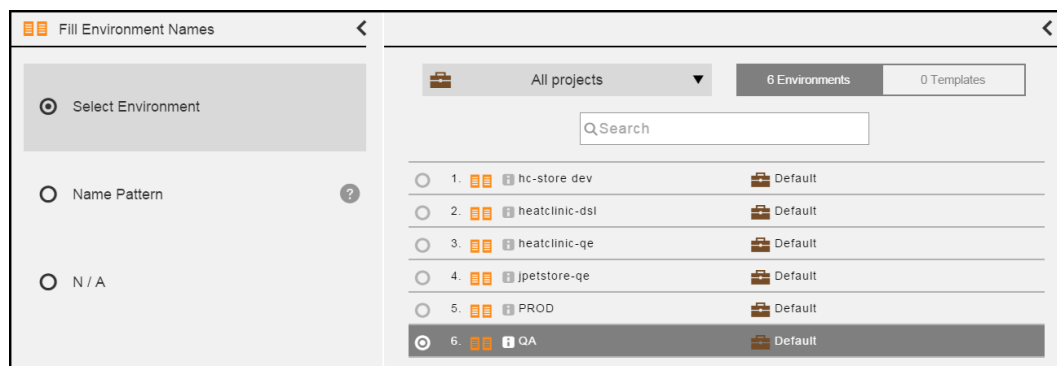 Fill Environment Names
Select Environment
Name Pattern ?
N / A
All projects 6 Environments 0 Templates
Search
1. hc-store dev Default
2. heatclinic-dsl Default
3. heatclinic-qe Default
4. jpetstore-qe Default
5. PROD Default
6. QA Default